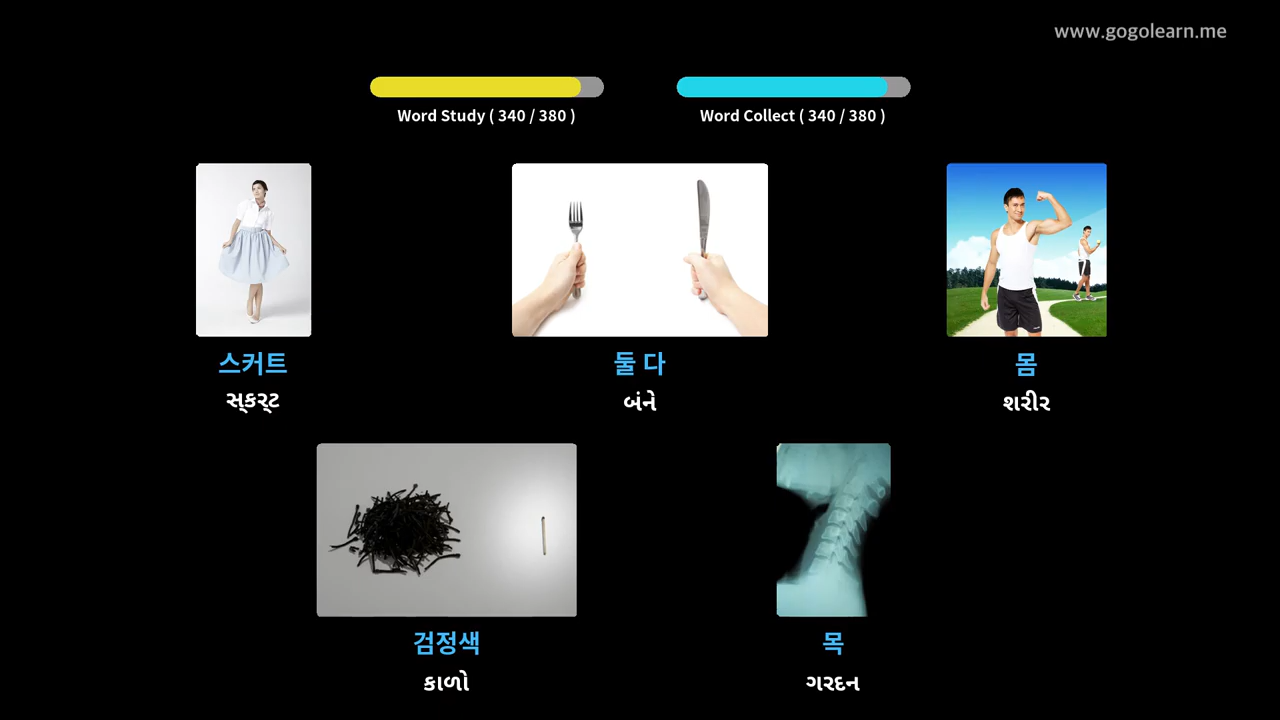 www.gogolearn.me
Word Study ( 340 / 380 )
Word Collect ( 340 / 380 )
스커트
둘 다
몸
સ્કર્ટ
બંને
શરીર
검정색
목
કાળો
ગરદન